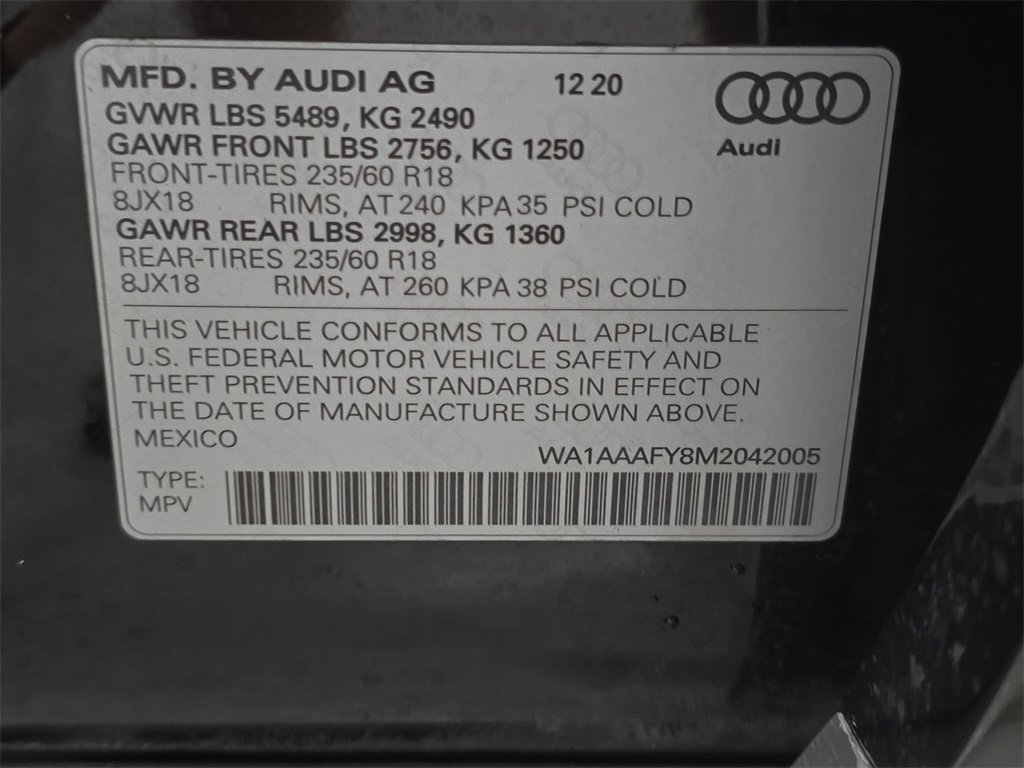 MFD. BY AUDI AG 12 20
GVWR LBS 5489, KG 2490
GAWR FRONT LBS 2756, KG 1250
Audi
FRONT-TIRES 235/60 R18
8JX18 RIMS, AT 240 KPA 35 PSI COLD
GAWR REAR LBS 2998, KG 1360
REAR-TIRES 235/60 R18
8JX18 RIMS, AT 260 KPA 38 PSI COLD
THIS VEHICLE CONFORMS TO ALL APPLICABLE
U.S. FEDERAL MOTOR VEHICLE SAFETY AND
THEFT PREVENTION STANDARDS IN EFFECT ON
THE DATE OF MANUFACTURE SHOWN ABOVE.
MEXICO
WA1AAAFY8M2042005
TYPE:
MPV